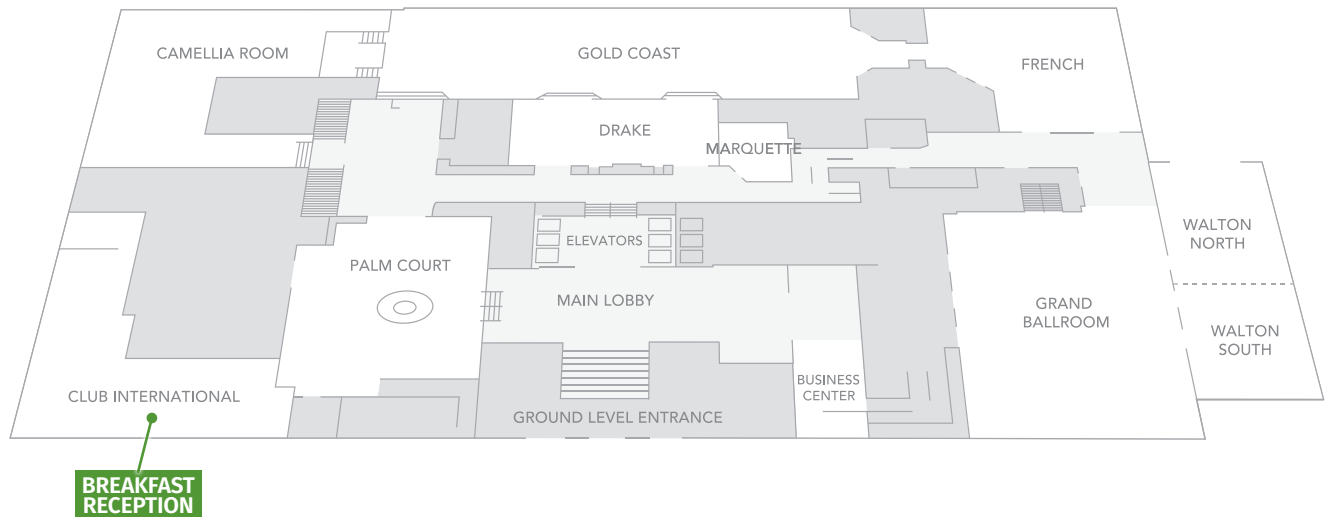 CAMELLIA ROOM
GOLD COAST
FRENCH
DRAKE
MARQUETTE
ELEVATORS
WALTON
NORTH
PALM COURT
MAIN LOBBY
GRAND
BALLROOM
WALTON
SOUTH
BUSINESS
CENTER
CLUB INTERNATIONAL
GROUND LEVEL ENTRANCE
BREAKFAST
RECEPTION